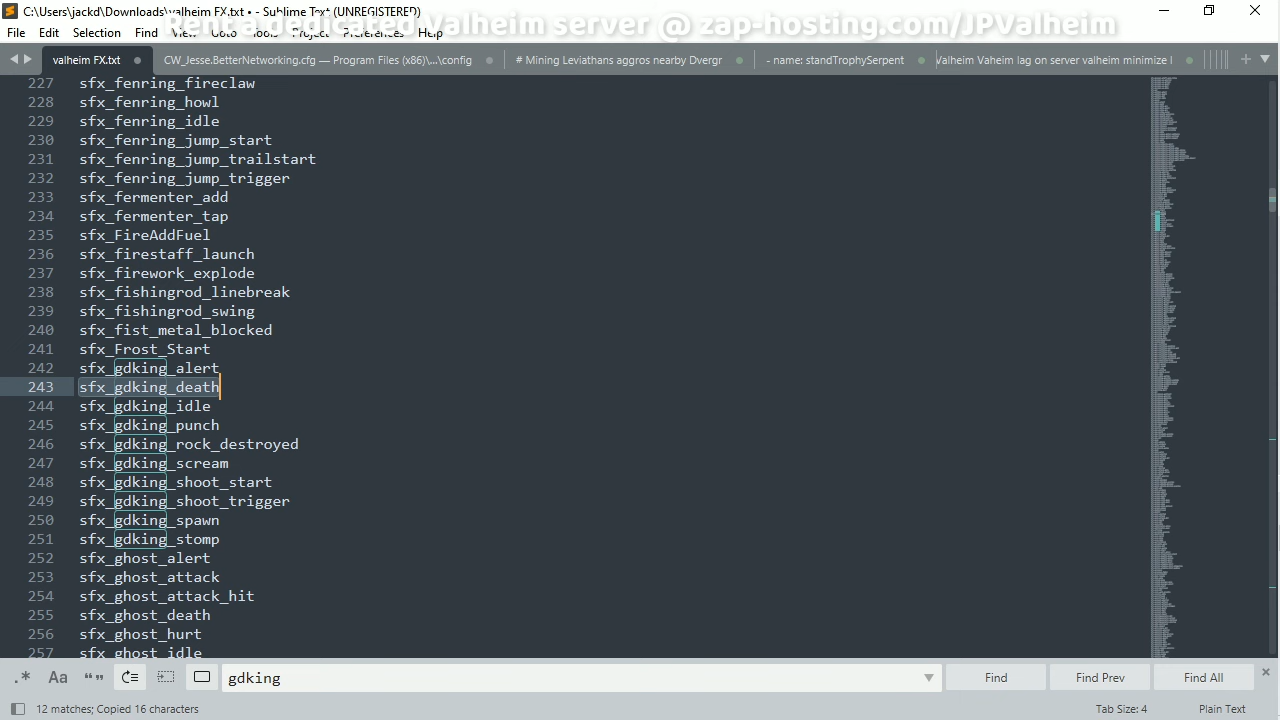 C:\Users\jackd\Downloads\valheim FX.txt • - Sublime Text (UNREGISTERED)
Rent a dedicated valheim server @ zap-hosting.com/JPValheim
File Edit Selection Find View Goto Tools Project Preferences Help
valheim FX.txt CW_Jesse.BetterNetworking.cfg — Program Files (x86)\...\config # Mining Leviathans aggros nearby Dvergr - name: standTrophySerpent Valheim Vaheim lag on server valheim minimize l
227 sfx_fenring_fireclaw
228 sfx_fenring_howl
229 sfx_fenring_idle
230 sfx_fenring_jump_start
231 sfx_fenring_jump_trailstart
232 sfx_fenring_jump_trigger
233 sfx_fermenter_add
234 sfx_fermenter_tap
235 sfx_FireAddFuel
236 sfx_firestaff_launch
237 sfx_firework_explode
238 sfx_fishingrod_linebreak
239 sfx_fishingrod_swing
240 sfx_fist_metal_blocked
241 sfx_Frost_Start
242 sfx_gdking_alert
243 sfx_gdking_death
244 sfx_gdking_idle
245 sfx_gdking_punch
246 sfx_gdking_rock_destroyed
247 sfx_gdking_scream
248 sfx_gdking_shoot_start
249 sfx_gdking_shoot_trigger
250 sfx_gdking_spawn
251 sfx_gdking_stomp
252 sfx_ghost_alert
253 sfx_ghost_attack
254 sfx_ghost_attack_hit
255 sfx_ghost_death
256 sfx_ghost_hurt
257 sfx_ghost_idle
.* Aa “ ” gdking Find Find Prev Find All
12 matches; Copied 16 characters Tab Size: 4 Plain Text